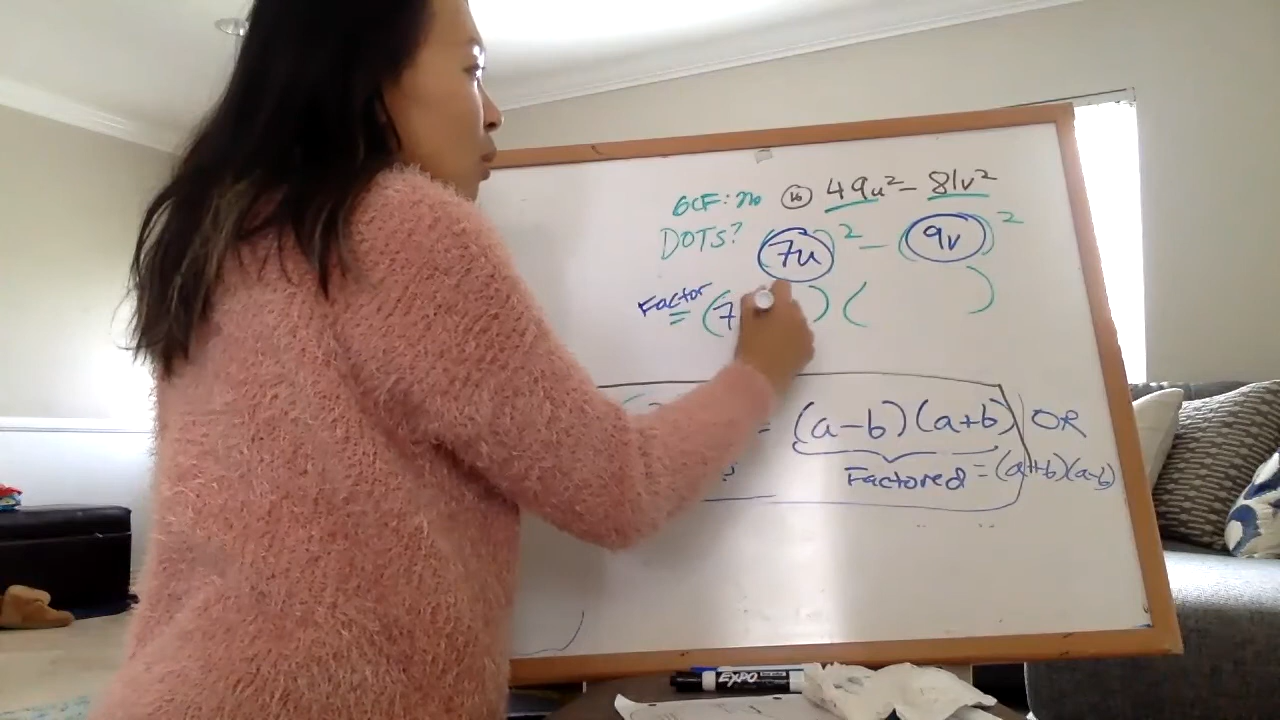 GCF: no ⑯ 49u² - 81v²
DOTS? (7u)² - (9v)²
Factor
= (7 ) ( )
= (a-b)(a+b) OR
Factored = (a+b)(a-b)
EXPO